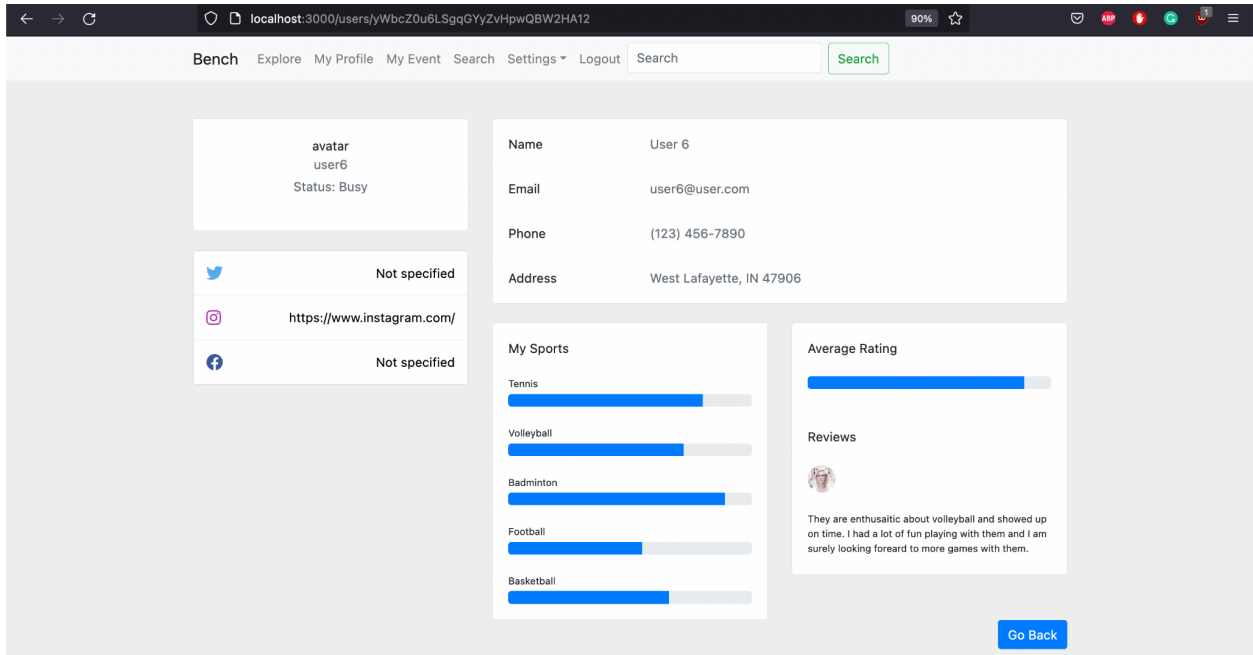 localhost:3000/users/yWbcZ0u6LSgqGYyZvHpwQBW2HA12
90%
ABP
1
Bench Explore My Profile My Event Search Settings Logout Search Search
avatar
user6
Status: Busy
Not specified
https://www.instagram.com/
Not specified
Name User 6
Email user6@user.com
Phone (123) 456-7890
Address West Lafayette, IN 47906
My Sports
Tennis
Volleyball
Badminton
Football
Basketball
Average Rating
Reviews
They are enthusaitic about volleyball and showed up
on time. I had a lot of fun playing with them and I am
surely looking foreard to more games with them.
Go Back